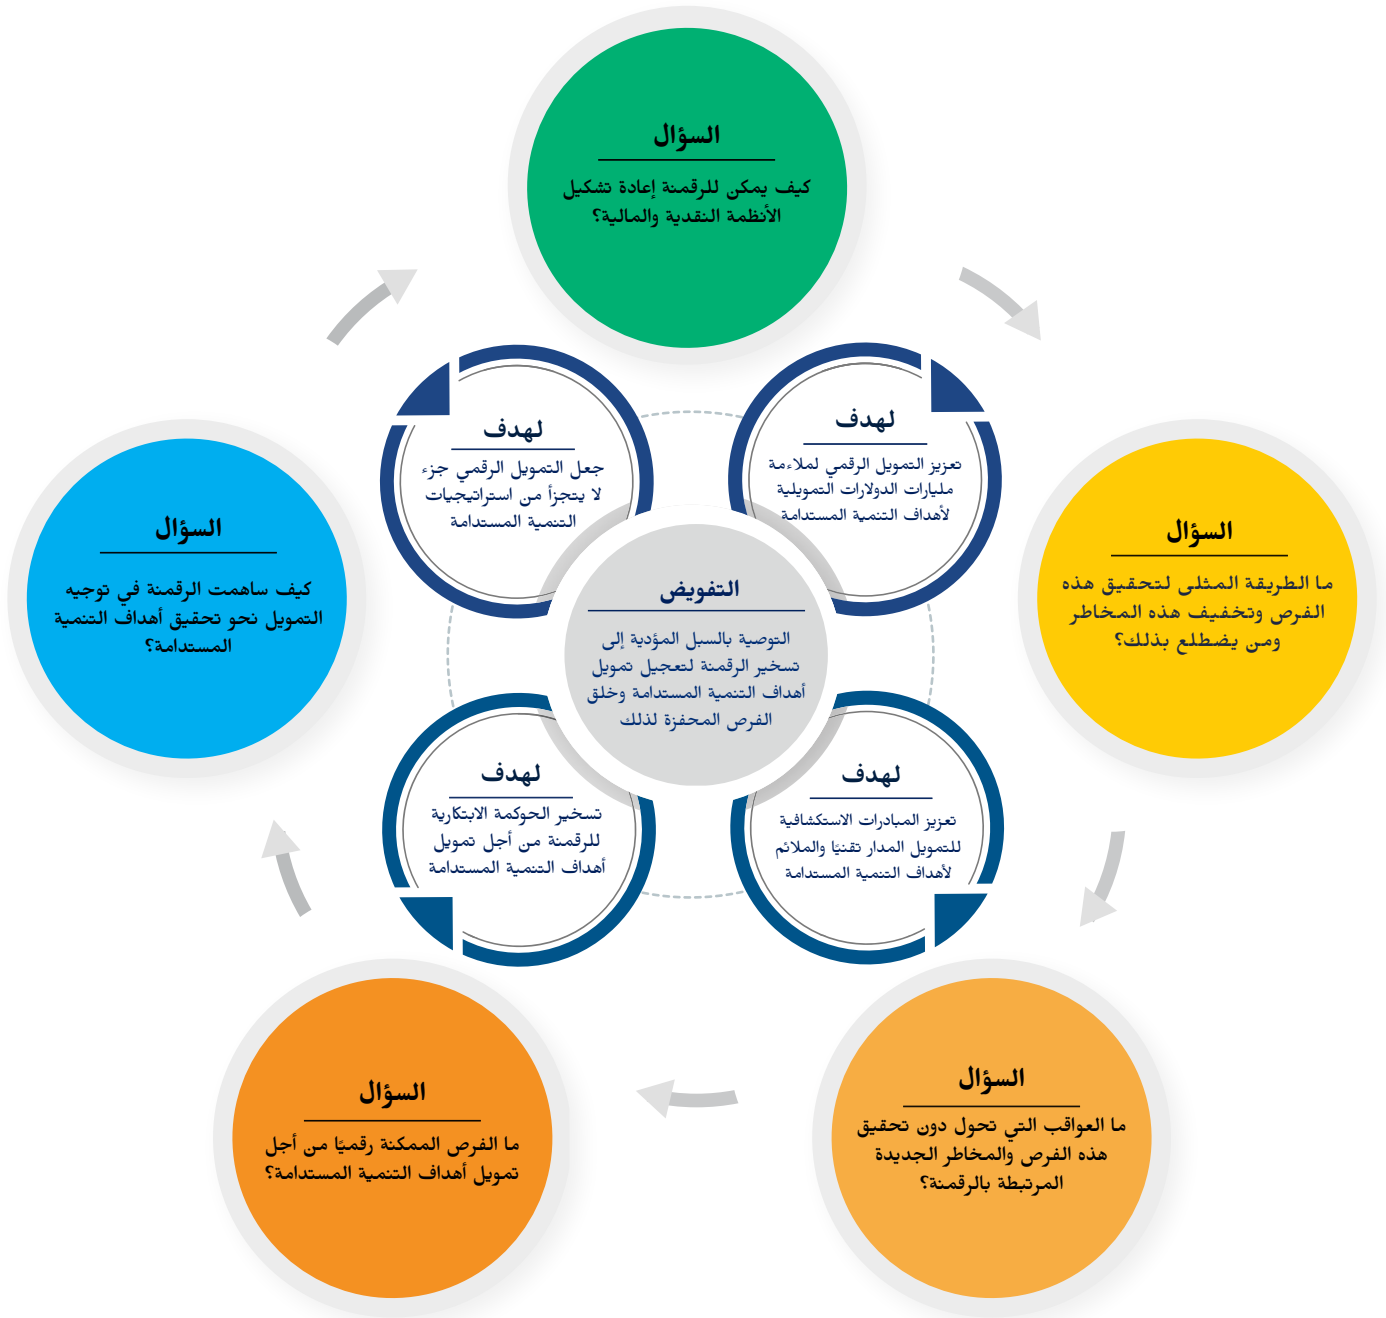 السؤال
كيف يمكن للرقمنة إعادة تشكيل
الأنظمة النقدية والمالية؟
لهدف
تعزيز التمويل الرقمي لملاءمة
مليارات الدولارات التمويلية
لأهداف التنمية المستدامة
لهدف
جعل التمويل الرقمي جزء
لا يتجزأ من استراتيجيات
التنمية المستدامة
السؤال
ما الطريقة المثلى لتحقيق هذه
الفرص وتخفيف هذه المخاطر
ومن يضطلع بذلك؟
السؤال
كيف ساهمت الرقمنة في توجيه
التمويل نحو تحقيق أهداف التنمية
المستدامة؟
التفويض
التوصية بالسبل المؤدية إلى
تسخير الرقمنة لتعجيل تمويل
أهداف التنمية المستدامة وخلق
الفرص المحفزة لذلك
لهدف
تعزيز المبادرات الاستكشافية
للتمويل المدار تقنيًا والملائم
لأهداف التنمية المستدامة
لهدف
تسخير الحوكمة الابتكارية
للرقمنة من أجل تمويل
أهداف التنمية المستدامة
السؤال
ما العواقب التي تحول دون تحقيق
هذه الفرص والمخاطر الجديدة
المرتبطة بالرقمنة؟
السؤال
ما الفرص الممكنة رقميًا من أجل
تمويل أهداف التنمية المستدامة؟